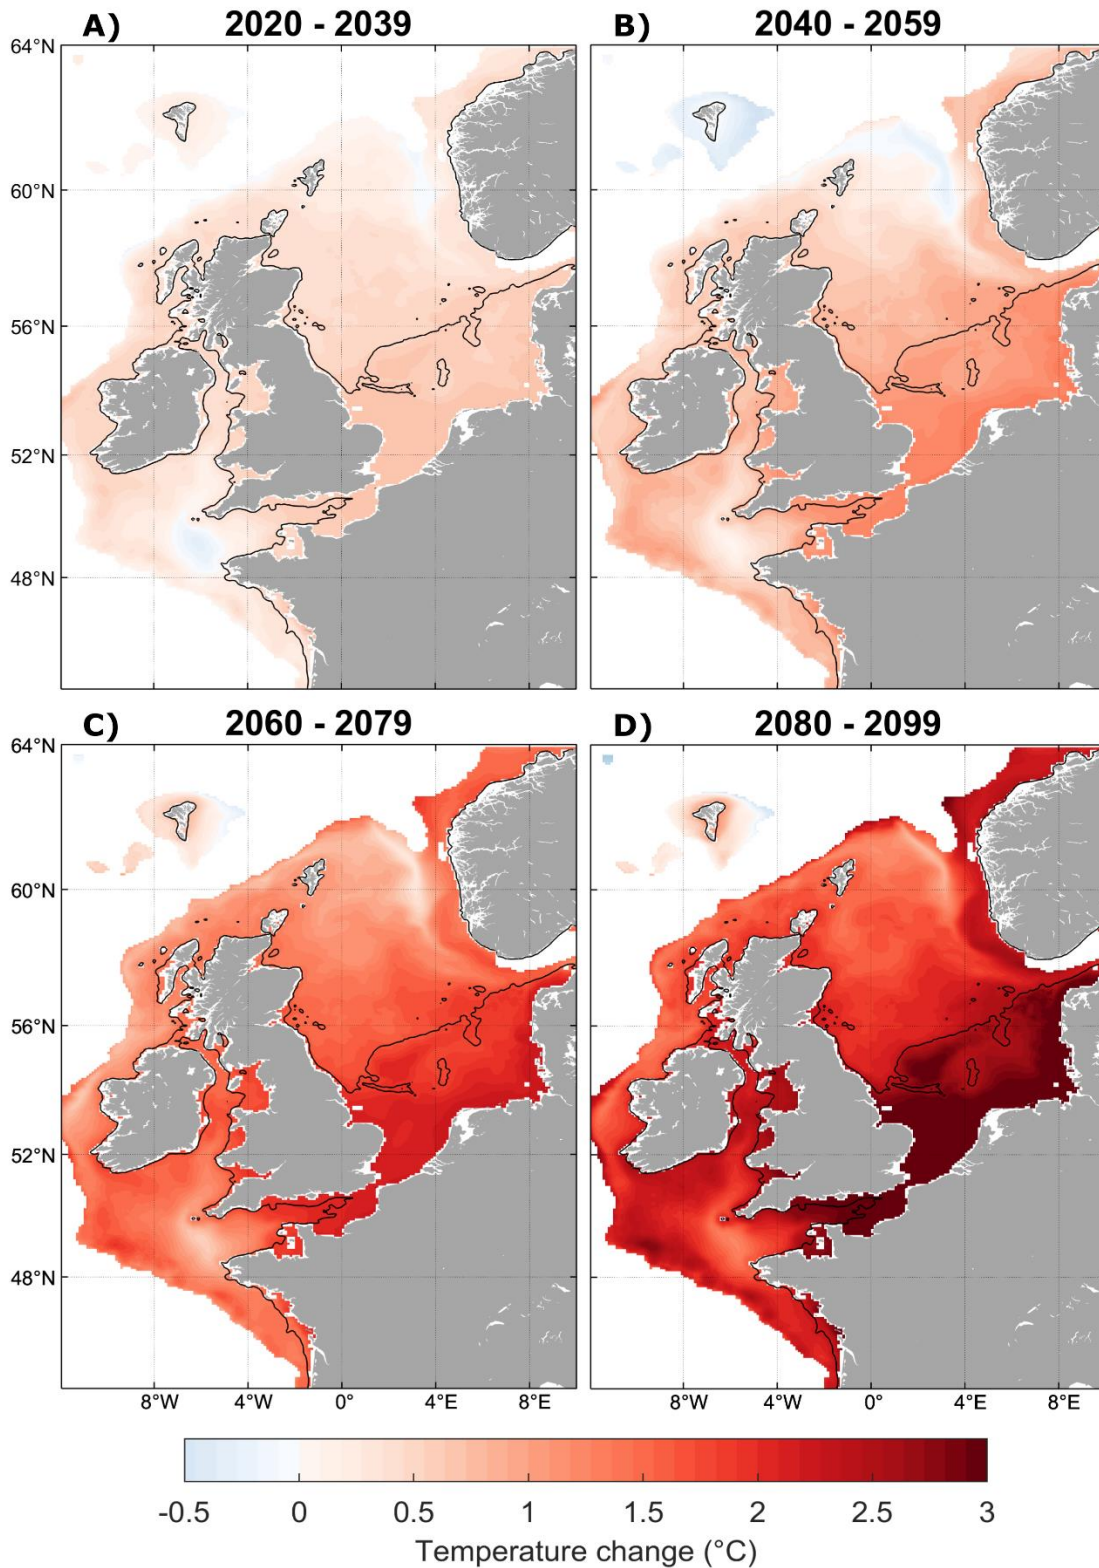 A) 2020 - 2039
B) 2040 - 2059
64°N
60°N
56°N
52°N
48°N
C) 2060 - 2079
D) 2080 - 2099
64°N
60°N
56°N
52°N
48°N
8°W 4°W 0° 4°E 8°E
8°W 4°W 0° 4°E 8°E
-0.5 0 0.5 1 1.5 2 2.5 3
Temperature change (°C)